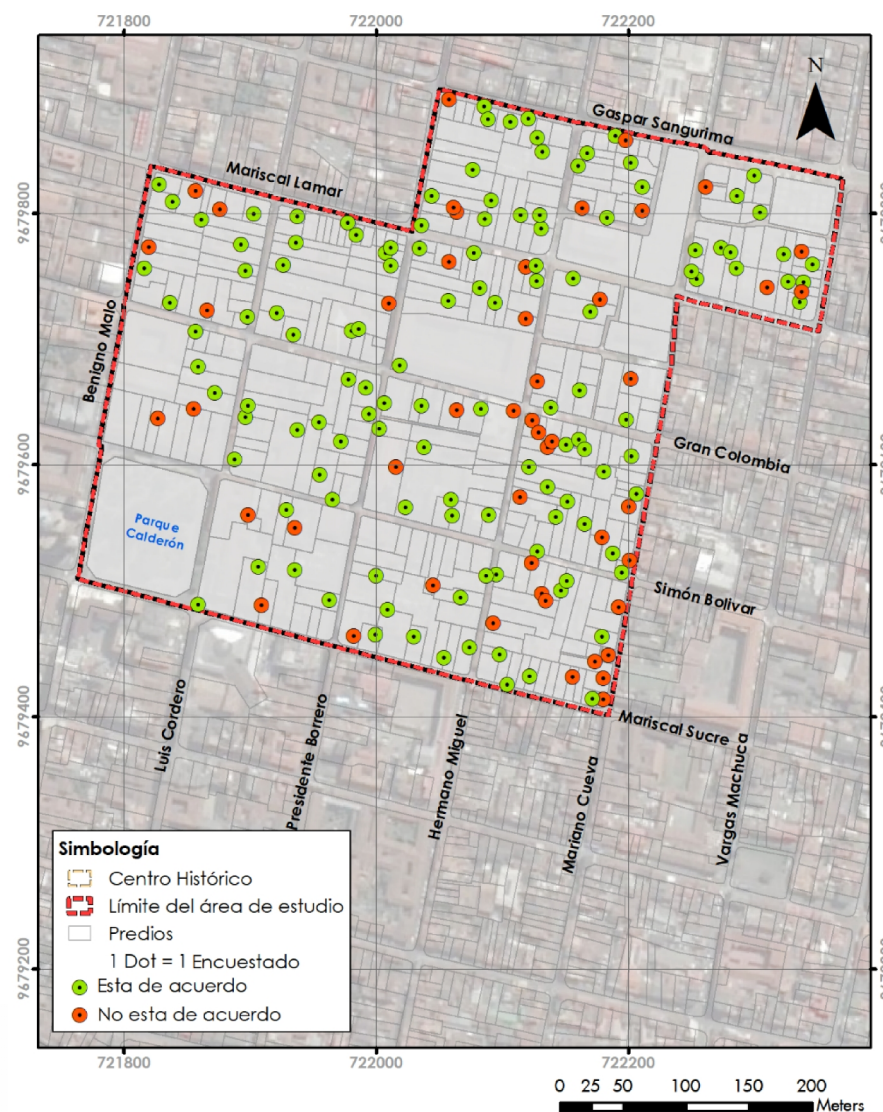 721800
722000
722200
N
Gaspar Sangurima
Mariscal Lamar
9679800
Benigno Malo
Gran Colombia
9679600
Parque
Calderón
Simón Bolivar
9679400
Mariscal Sucre
Luis Cordero
Presidente Borrero
Hermano Miguel
Mariano Cueva
Vargas Machuca
Simbología
Centro Histórico
Límite del área de estudio
Predios
1 Dot = 1 Encuestado
Esta de acuerdo
No esta de acuerdo
9679200
721800
722000
722200
0 25 50 100 150 200
Meters